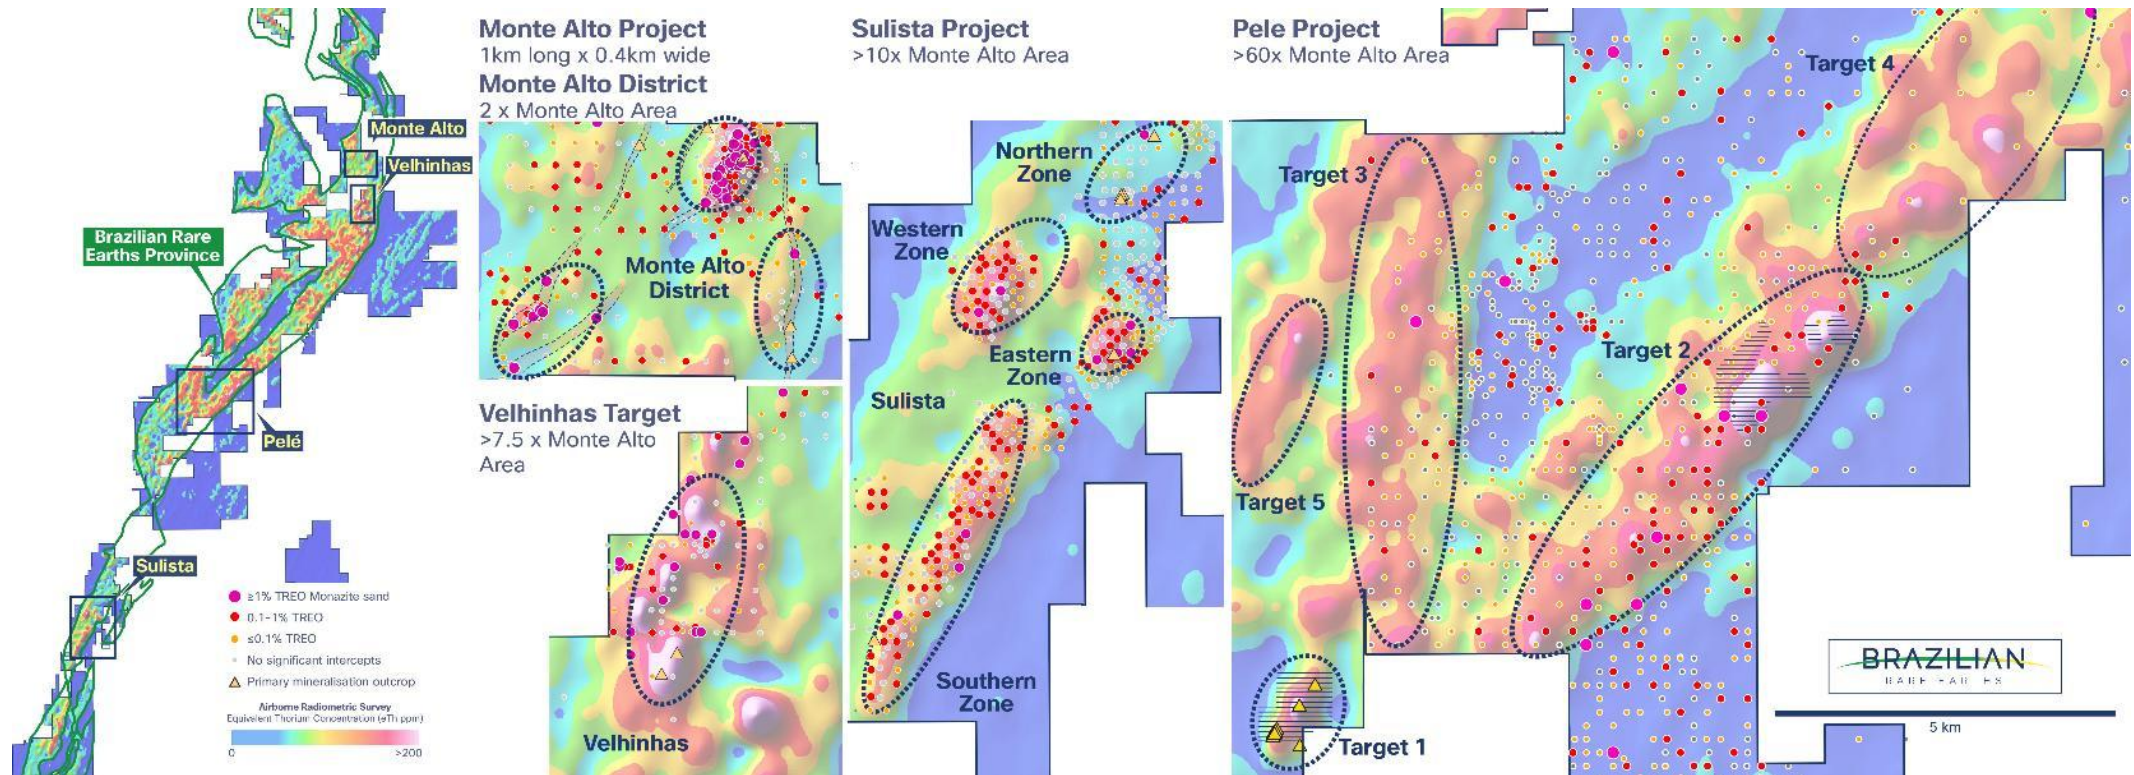 Monte Alto
Velhinhas
Brazilian Rare
Earths Province
Pelé
Sulista
≥1% TREO Monazite sand
0.1-1% TREO
≤0.1% TREO
No significant intercepts
Primary mineralisation outcrop
Airborne Radiometric Survey
Equivalent Thorium Concentration (eTh ppm)
0
>200
Monte Alto Project
1km long x 0.4km wide
Monte Alto District
2 x Monte Alto Area
Monte Alto
District
Velhinhas Target
>7.5 x Monte Alto
Area
Velhinhas
Sulista Project
>10x Monte Alto Area
Northern
Zone
Western
Zone
Eastern
Zone
Sulista
Southern
Zone
Pele Project
>60x Monte Alto Area
Target 4
Target 3
Target 2
Target 5
Target 1
BRAZILIAN
RARE EARTHS
5 km